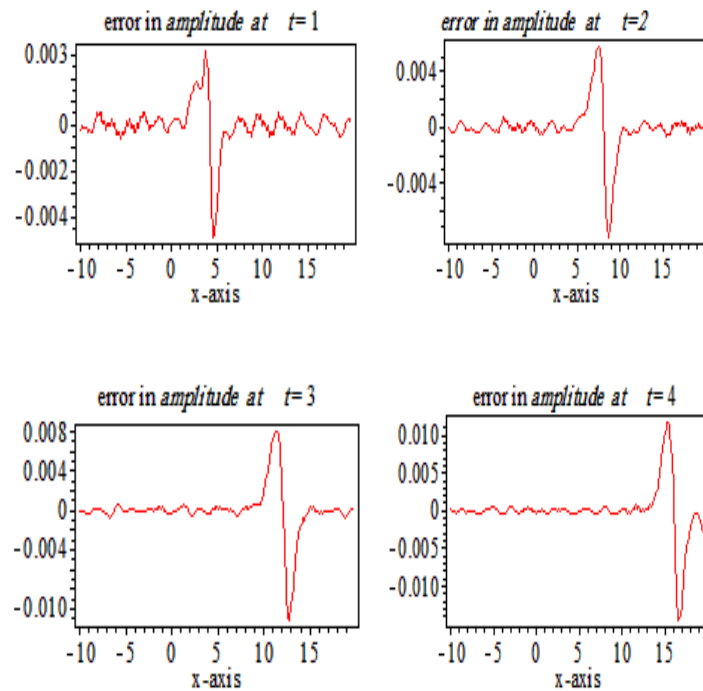 error in amplitude at t= 1
0.003
0
-0.002
-0.004
-10 -5 0 5 10 15
x-axis
error in amplitude at t=2
0.004
0
-0.004
-10 -5 0 5 10 15
x-axis
error in amplitude at t= 3
0.008
0.004
0
-0.004
-0.010
-10 -5 0 5 10 15
x-axis
error in amplitude at t= 4
0.010
0.005
0
-0.005
-0.010
-10 -5 0 5 10 15
x-axis